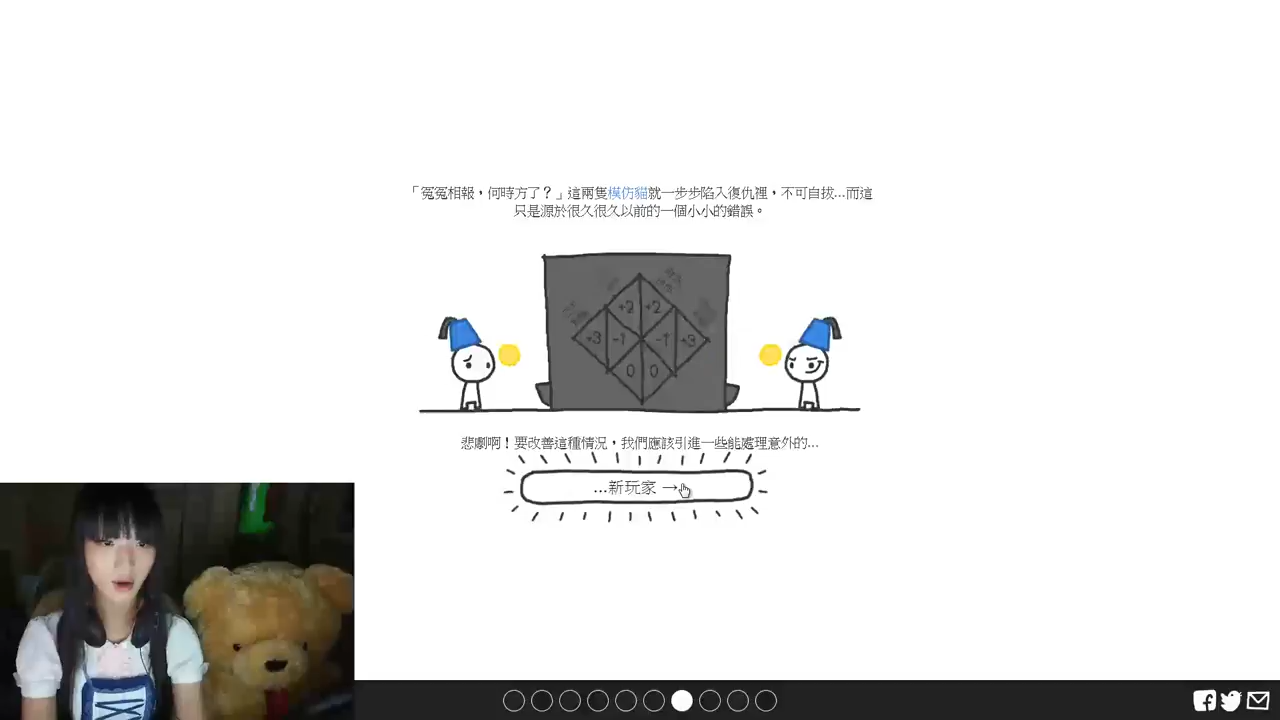 「冤冤相報，何時方了？」這兩隻模仿貓就一步步陷入復仇裡，不可自拔...而這
只是源於很久很久以前的一個小小的錯誤。
+2 +2
+3 -1 -1 +3
0 0
悲劇啊！要改善這種情況，我們應該引進一些能處理意外的...
...新玩家 →